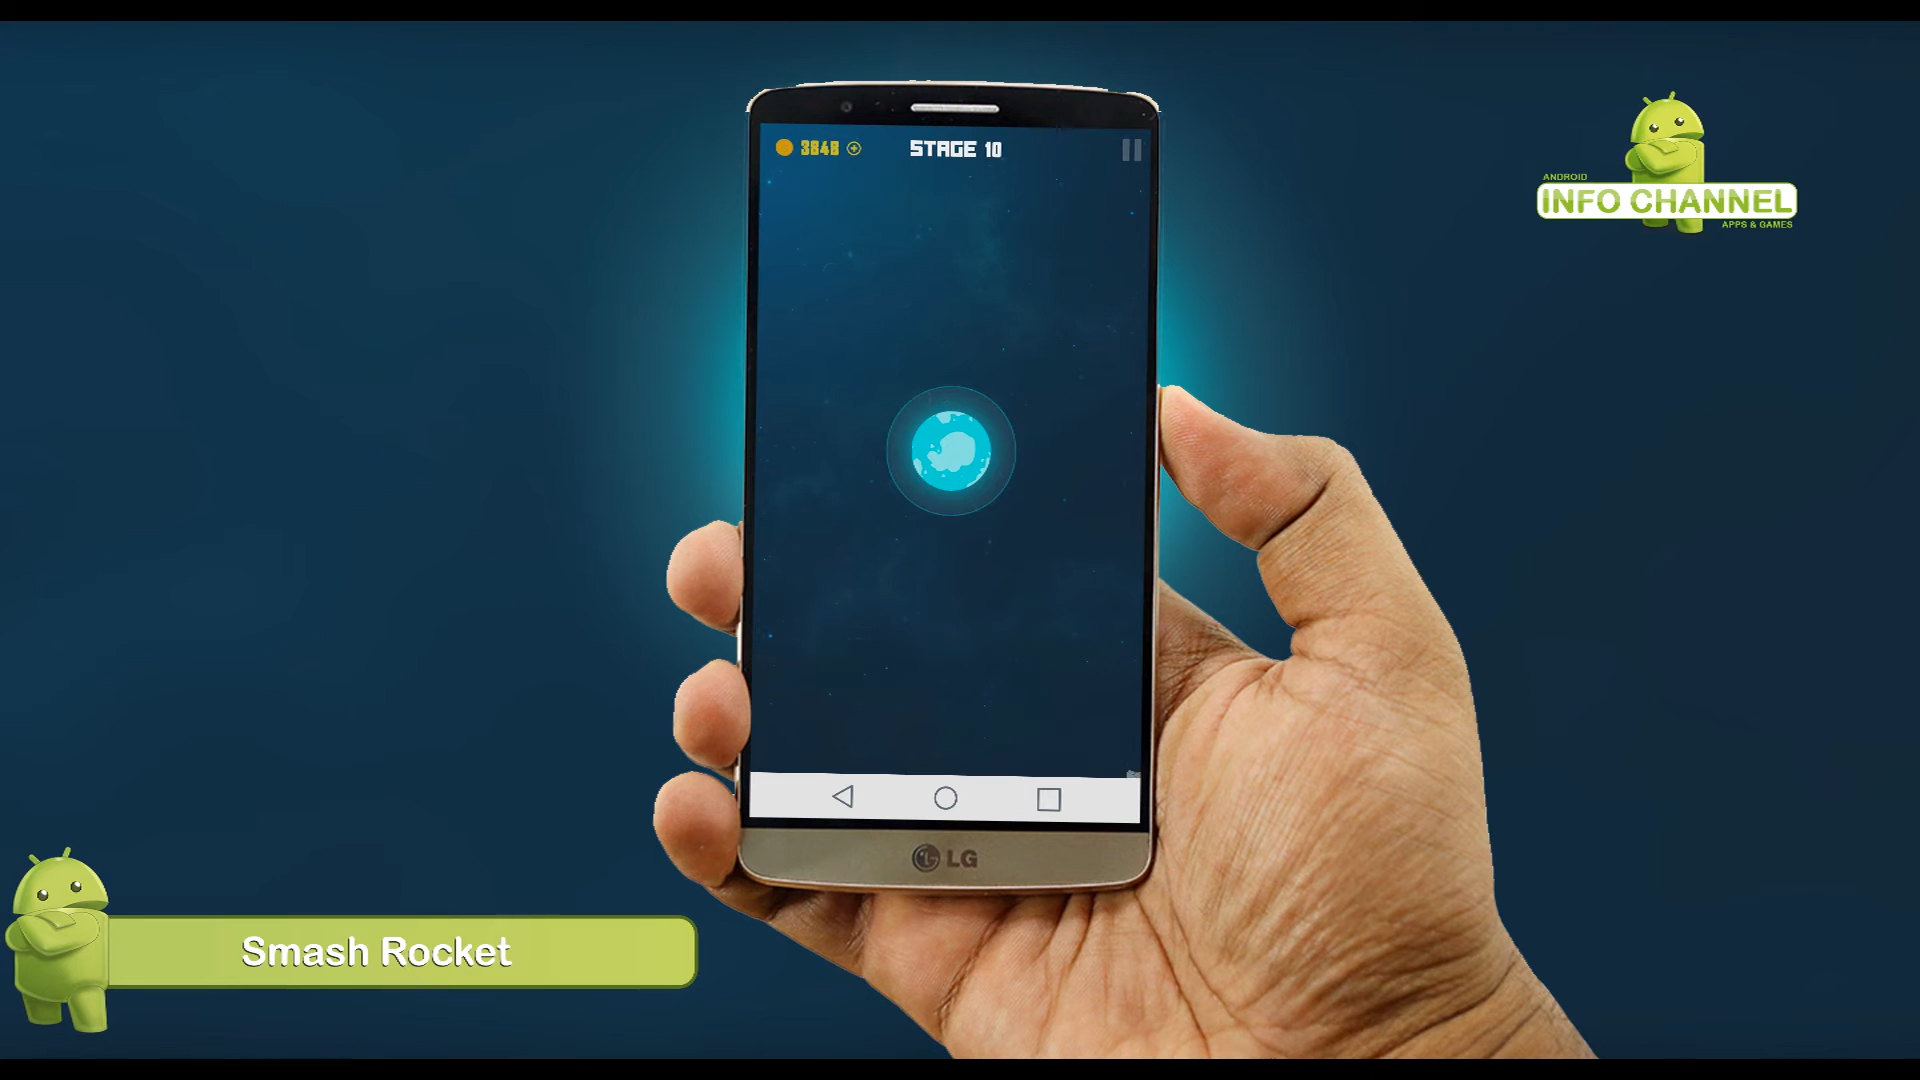 3848
STAGE 10
ANDROID
INFO CHANNEL
APPS & GAMES
LG
Smash Rocket